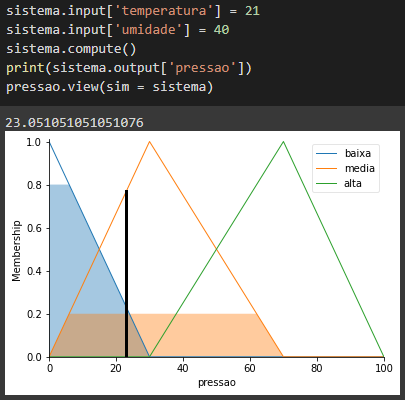 sistema.input['temperatura'] = 21
sistema.input['umidade'] = 40
sistema.compute()
print(sistema.output['pressao'])
pressao.view(sim = sistema)
23.051051051051076
1.0
0.8
0.6
0.4
0.2
0.0
Membership
baixa
media
alta
0 20 40 60 80 100
pressao